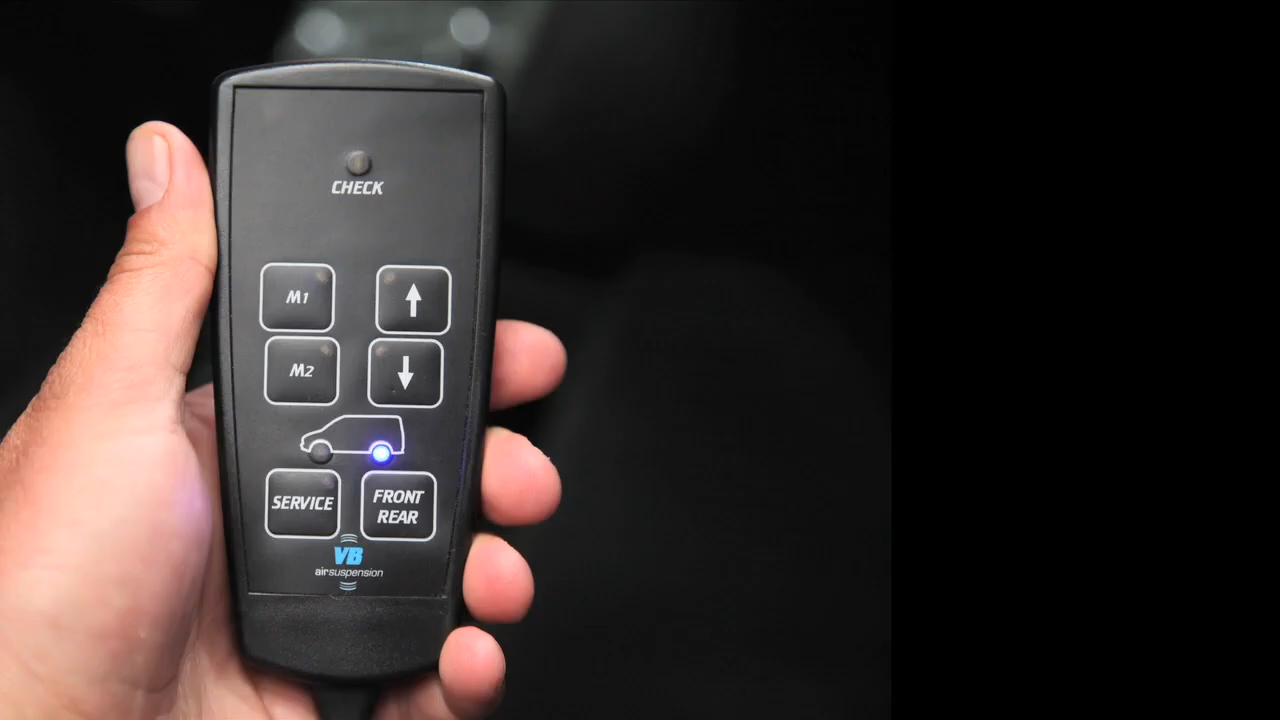 CHECK
M1
M2
SERVICE
FRONT
REAR
VB
airsuspension